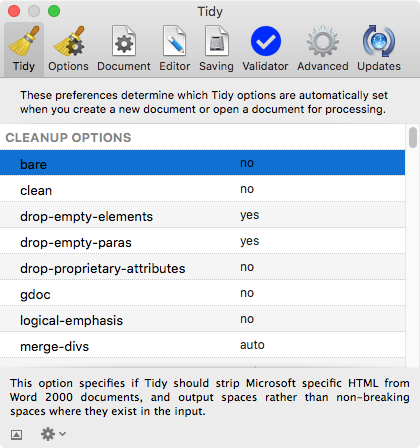 Tidy
Tidy Options Document Editor Saving Validator Advanced Updates
These preferences determine which Tidy options are automatically set
when you create a new document or open a document for processing.
CLEANUP OPTIONS
bare no
clean no
drop-empty-elements yes
drop-empty-paras yes
drop-proprietary-attributes no
gdoc no
logical-emphasis no
merge-divs auto
This option specifies if Tidy should strip Microsoft specific HTML from
Word 2000 documents, and output spaces rather than non-breaking
spaces where they exist in the input.